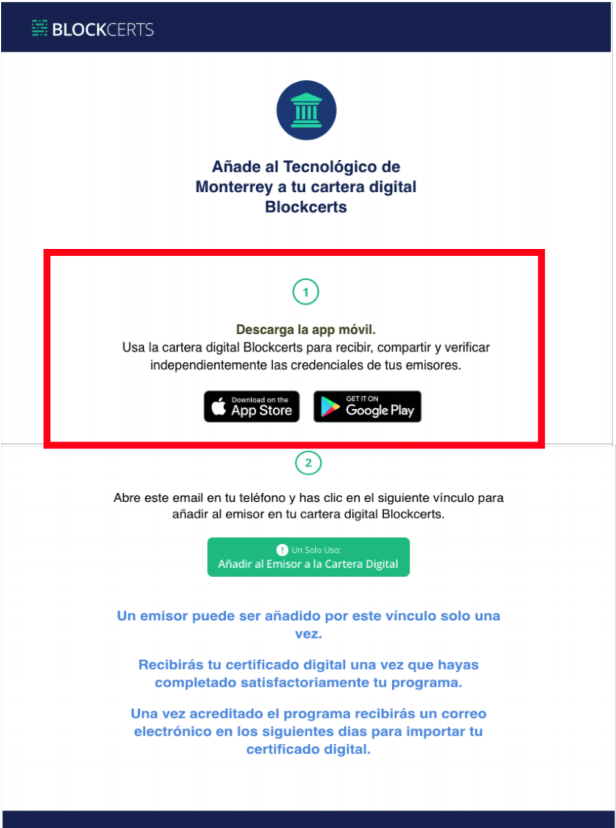 BLOCKCERTS
Añade al Tecnológico de
Monterrey a tu cartera digital
Blockcerts
1
Descarga la app móvil.
Usa la cartera digital Blockcerts para recibir, compartir y verificar
independientemente las credenciales de tus emisores.
Download on the
App Store
GET IT ON
Google Play
2
Abre este email en tu teléfono y has clic en el siguiente vínculo para
añadir al emisor en tu cartera digital Blockcerts.
Un Solo Uso:
Añadir al Emisor a la Cartera Digital
Un emisor puede ser añadido por este vínculo solo una
vez.
Recibirás tu certificado digital una vez que hayas
completado satisfactoriamente tu programa.
Una vez acreditado el programa recibirás un correo
electrónico en los siguientes dias para importar tu
certificado digital.